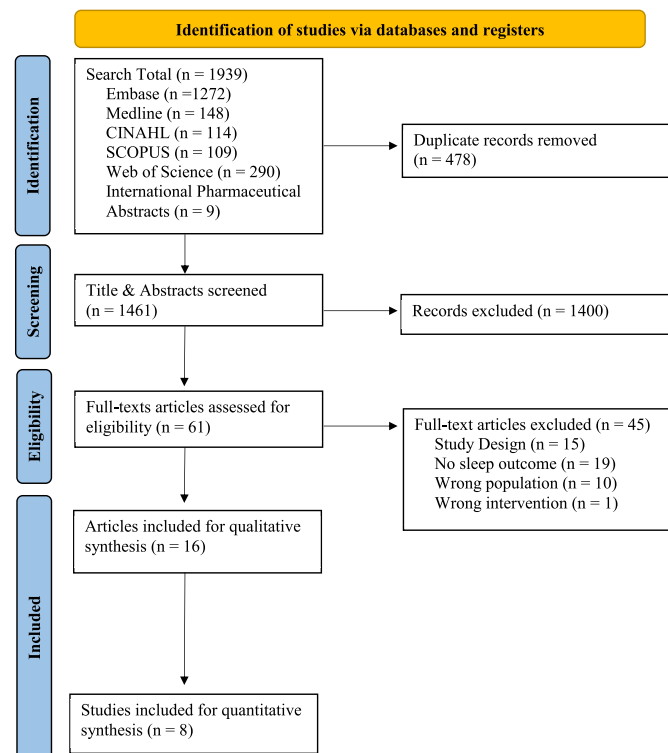 Identification of studies via databases and registers
Identification
Search Total (n = 1939)
Embase (n =1272)
Medline (n = 148)
CINAHL (n = 114)
SCOPUS (n = 109)
Web of Science (n = 290)
International Pharmaceutical
Abstracts (n = 9)
Duplicate records removed
(n = 478)
Screening
Title & Abstracts screened
(n = 1461)
Records excluded (n = 1400)
Eligibility
Full-texts articles assessed for
eligibility (n = 61)
Full-text articles excluded (n = 45)
Study Design (n = 15)
No sleep outcome (n = 19)
Wrong population (n = 10)
Wrong intervention (n = 1)
Included
Articles included for qualitative
synthesis (n = 16)
Studies included for quantitative
synthesis (n = 8)